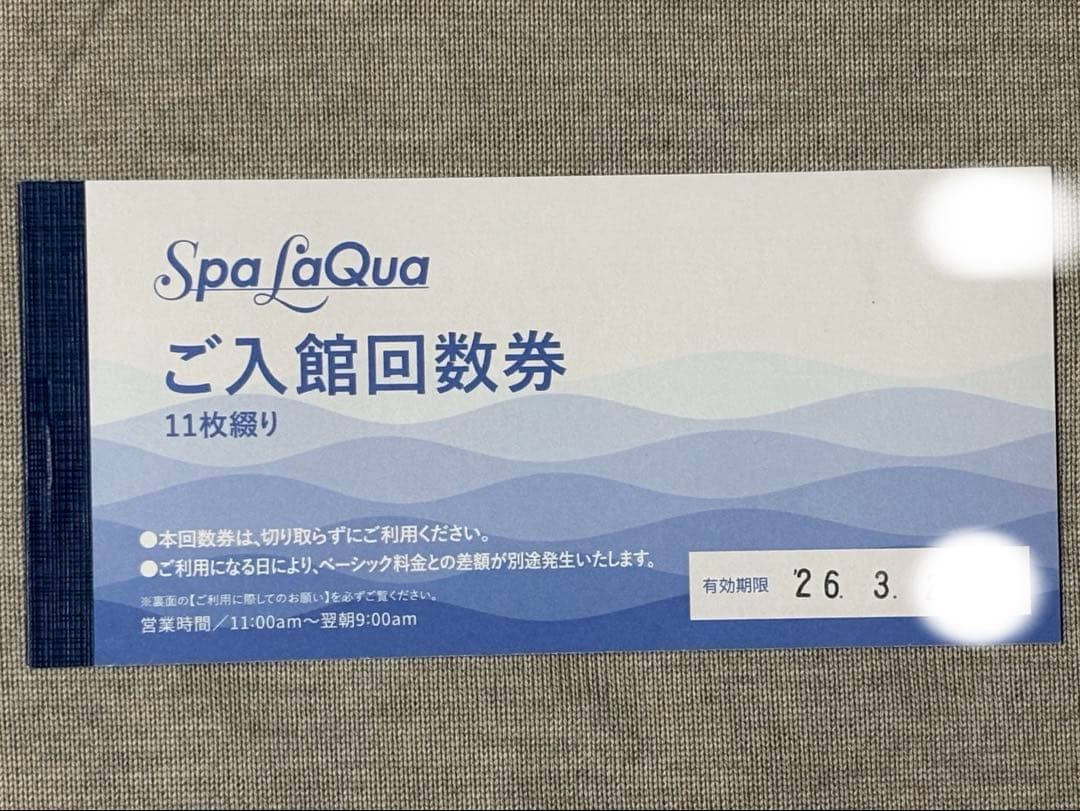 Spa LaQua
ご入館回数券
11枚綴り
●本回数券は、切り取らずにご利用ください。
●ご利用になる日により、ベーシック料金との差額が別途発生いたします。
※裏面の【ご利用に際してのお願い】を必ずご覧ください。
営業時間／11:00am〜翌朝9:00am
有効期限 '26. 3.